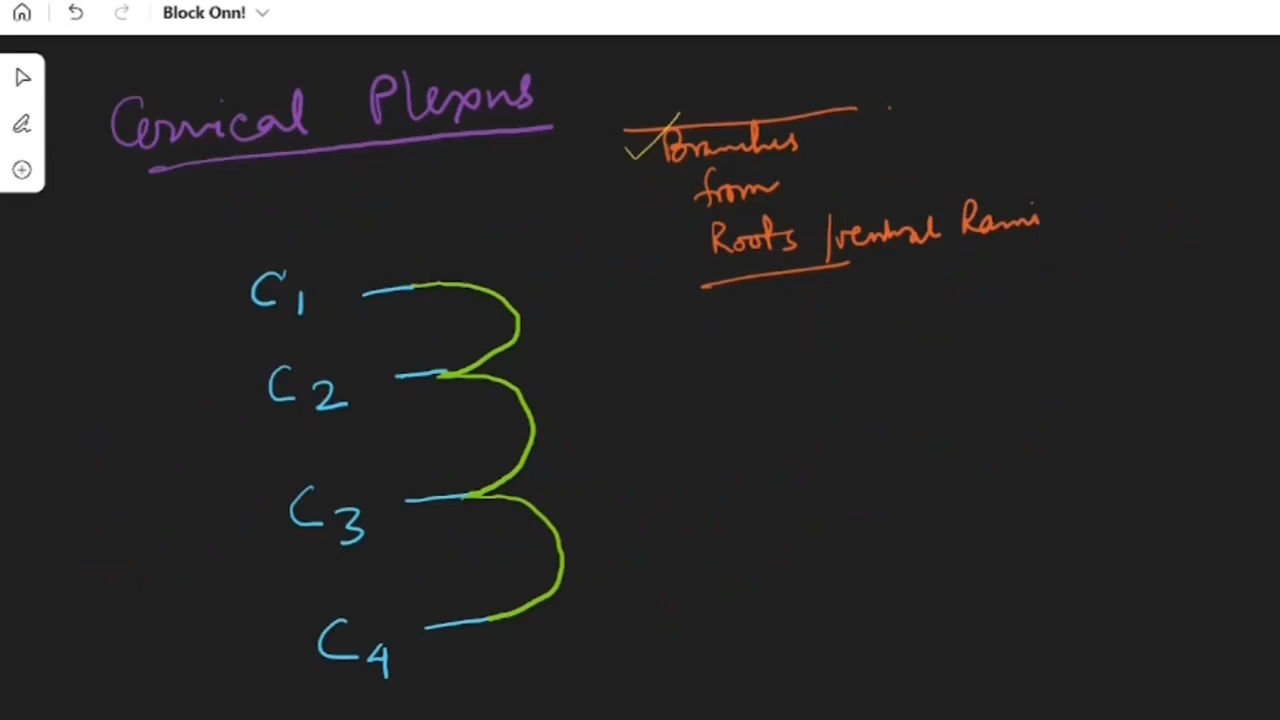 Block Onn!
Cervical Plexus
Branches
from
Roots /ventral Rami
C1
C2
C3
C4